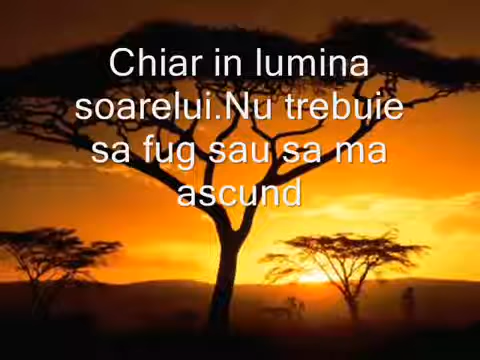 Chiar in lumina
soarelui.Nu trebuie
sa fug sau sa ma
ascund